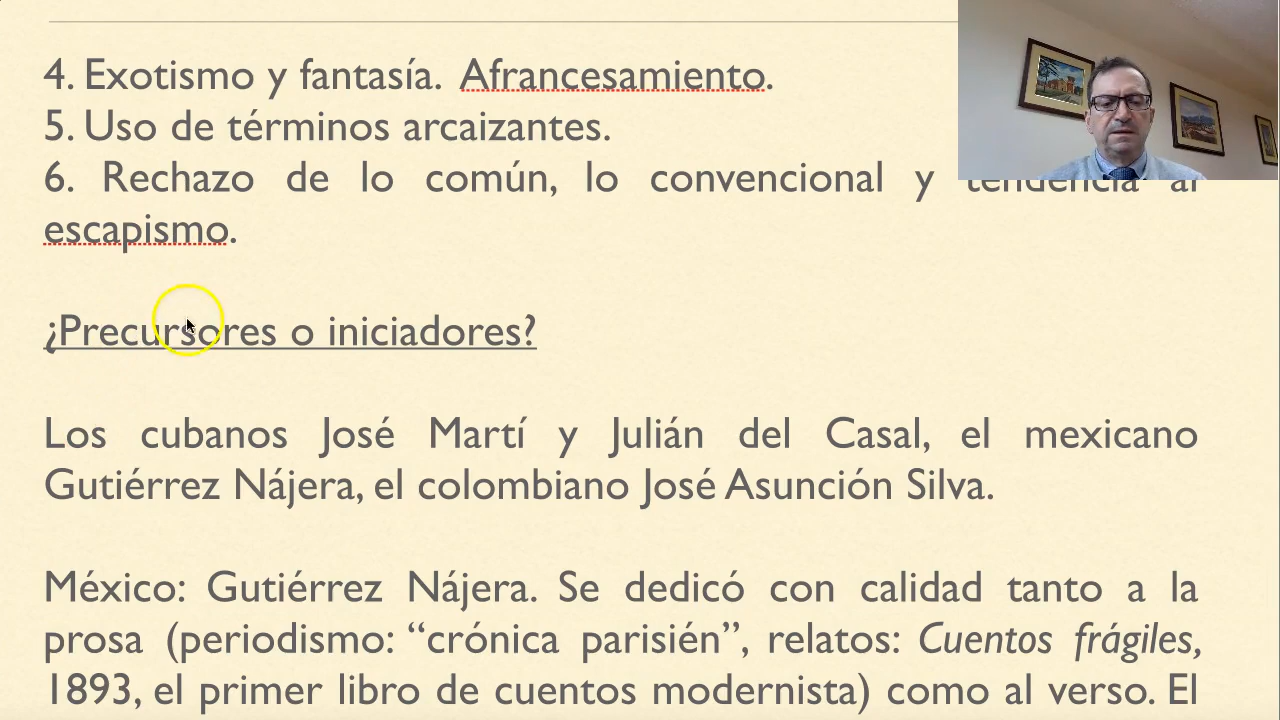 4. Exotismo y fantasía. Afrancesamiento.
5. Uso de términos arcaizantes.
6. Rechazo de lo común, lo convencional y tendencia al
escapismo.
¿Precursores o iniciadores?
Los cubanos José Martí y Julián del Casal, el mexicano
Gutiérrez Nájera, el colombiano José Asunción Silva.
México: Gutiérrez Nájera. Se dedicó con calidad tanto a la
prosa (periodismo: “crónica parisién”, relatos: Cuentos frágiles,
1893, el primer libro de cuentos modernista) como al verso. El